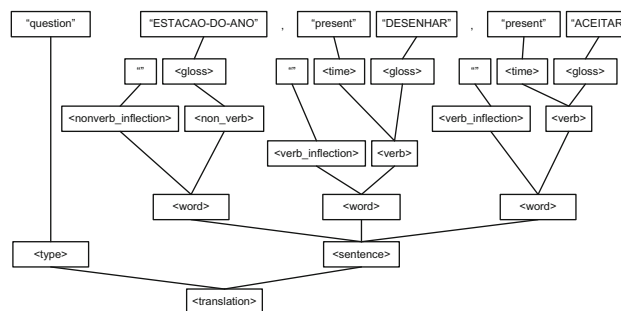 “question” “ESTACAO-DO-ANO” , “present” “DESENHAR” , “present” “ACEITAR”
“” <gloss> “” <time> <gloss> “” <time> <gloss>
<nonverb_inflection> <non_verb> <verb_inflection> <verb>
<verb_inflection> <verb>
<word> <word> <word>
<type> <sentence>
<translation>